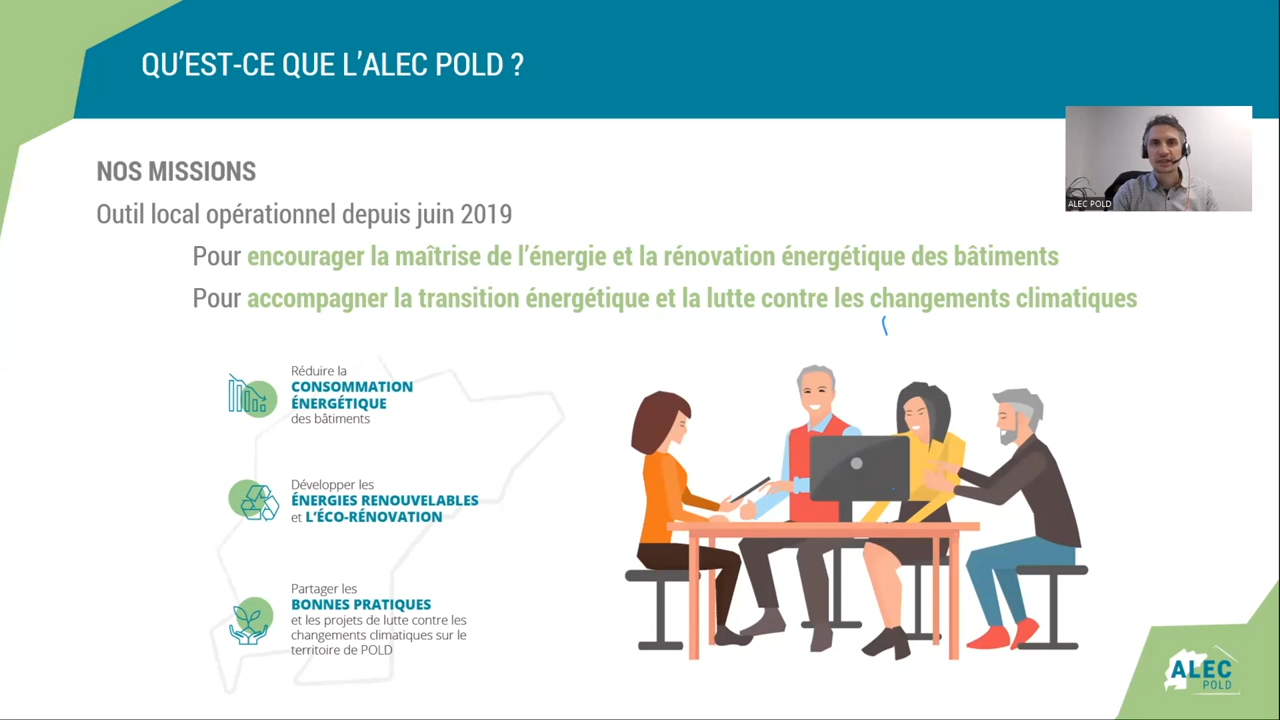 QU'EST-CE QUE L'ALEC POLD ?
NOS MISSIONS
Outil local opérationnel depuis juin 2019
Pour encourager la maîtrise de l'énergie et la rénovation énergétique des bâtiments
Pour accompagner la transition énergétique et la lutte contre les changements climatiques
ALEC POLD
Réduire la
CONSOMMATION
ÉNERGÉTIQUE
des bâtiments
Développer les
ÉNERGIES RENOUVELABLES
et L'ÉCO-RÉNOVATION
Partager les
BONNES PRATIQUES
et les projets de lutte contre les
changements climatiques sur le
territoire de POLD
ALEC
POLD